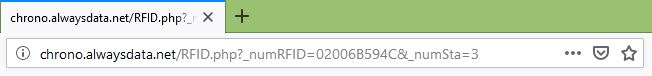 chrono.alwaysdata.net/RFID.php?_n
chrono.alwaysdata.net/RFID.php?_numRFID=02006B594C&_numSta=3